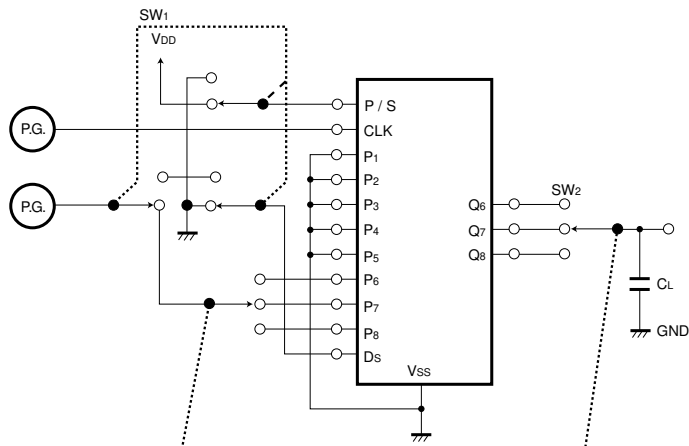 SW1
VDD
P.G.
P / S
CLK
P1
P2
P.G.
P3
P4
P5
P6
P7
P8
DS
VSS
Q6
Q7
Q8
SW2
CL
GND